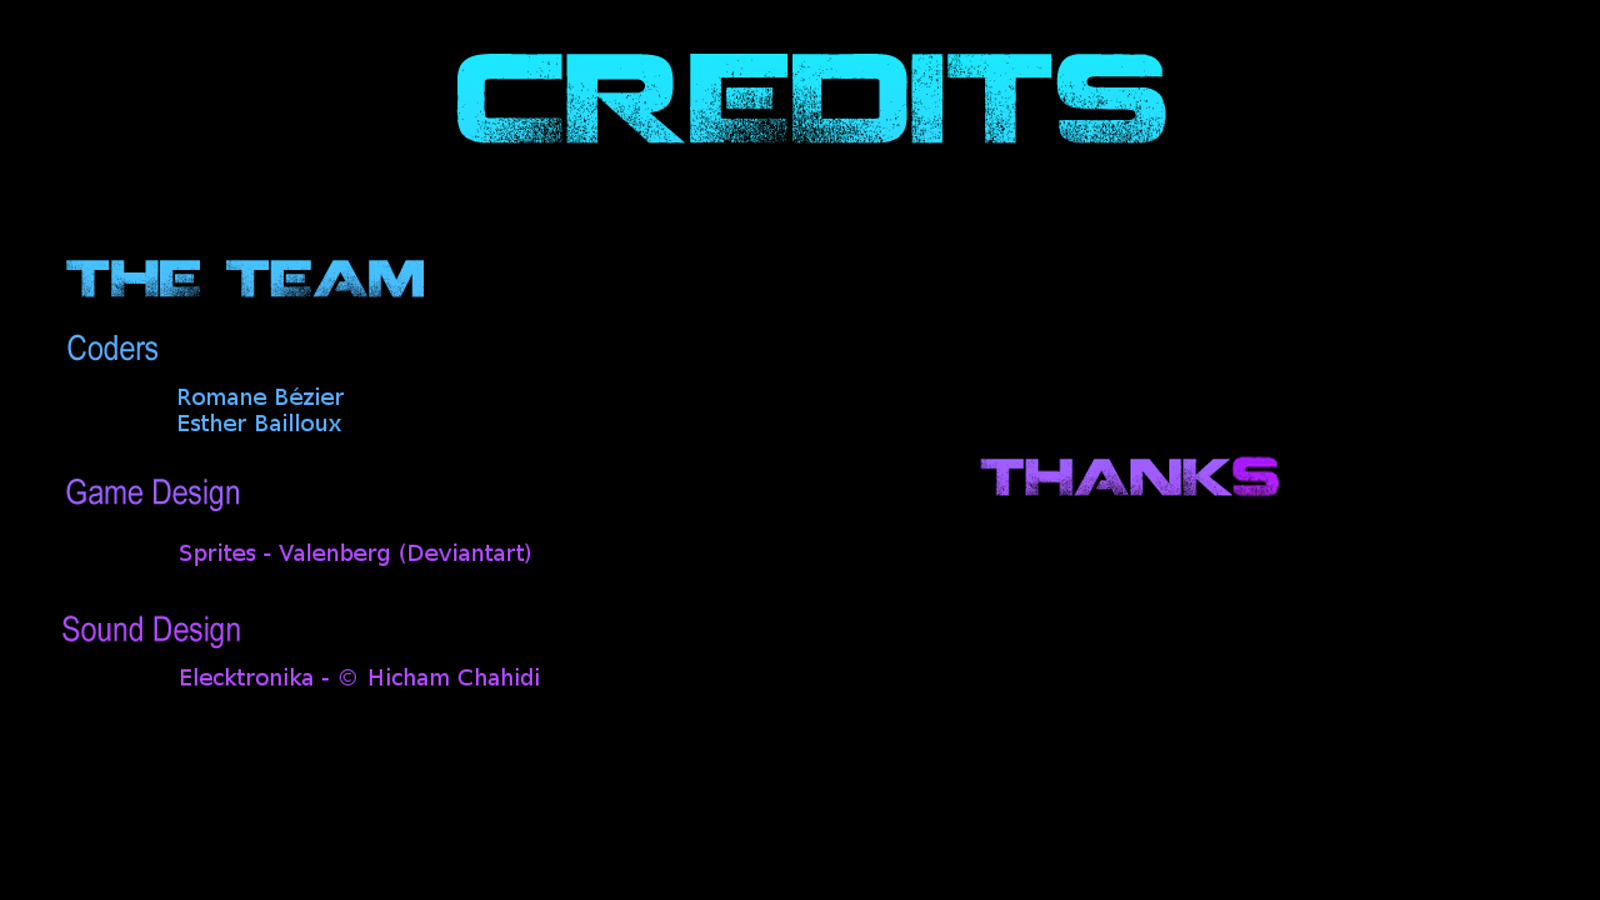 CREDITS
THE TEAM
Coders
Romane Bézier
Esther Bailloux
Game Design
Sprites - Valenberg (Deviantart)
Sound Design
Elecktronika - © Hicham Chahidi
THANKS